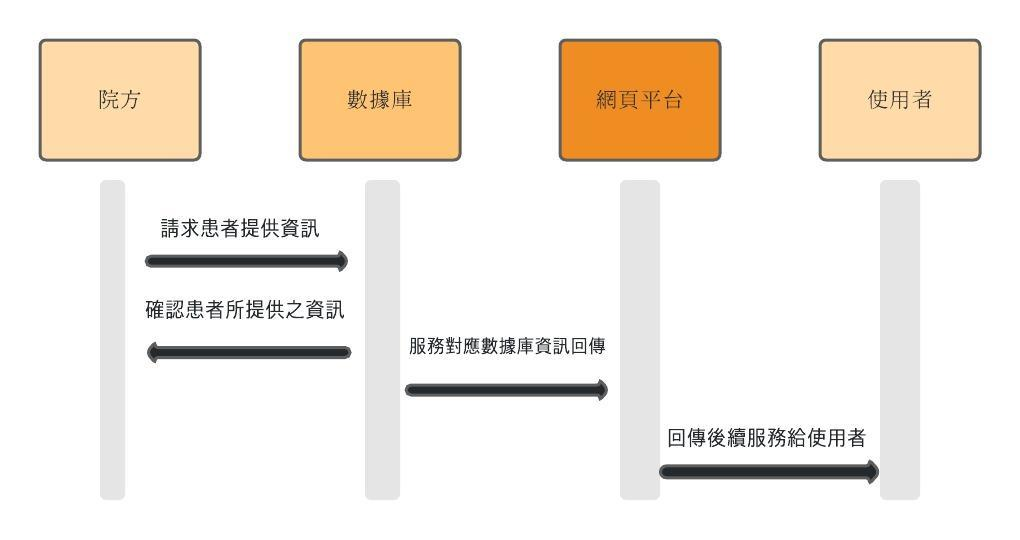 院方
數據庫
網頁平台
使用者
請求患者提供資訊
確認患者所提供之資訊
服務對應數據庫資訊回傳
回傳後續服務給使用者